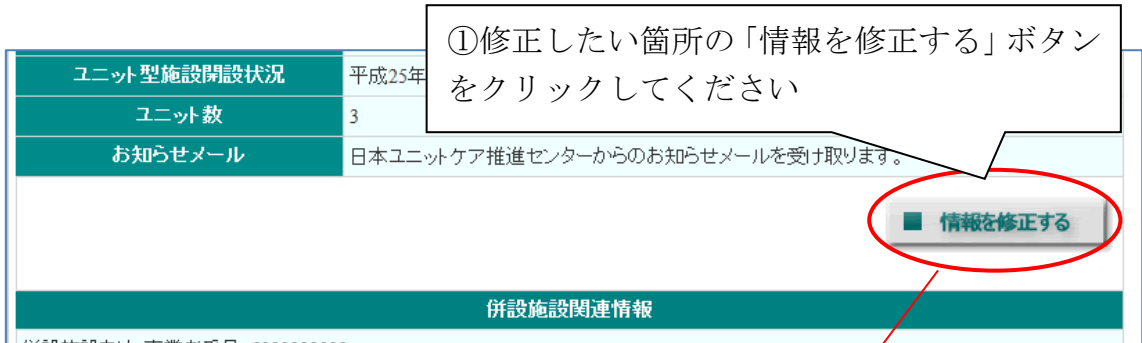 ①修正したい箇所の「情報を修正する」ボタン
をクリックしてください
ユニット型施設開設状況 平成25年
ユニット数 3
お知らせメール 日本ユニットケア推進センターからのお知らせメールを受け取ります。
■ 情報を修正する
併設施設関連情報